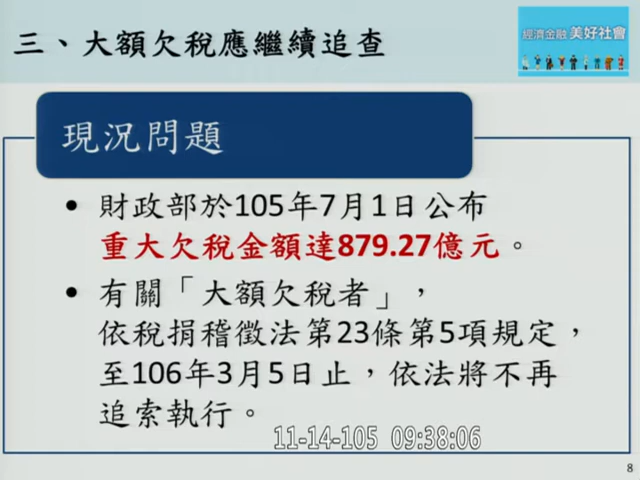 三、大額欠稅應繼續追查
經濟金融 美好社會
現況問題
• 財政部於105年7月1日公布
重大欠稅金額達879.27億元。
• 有關「大額欠稅者」，
依稅捐稽徵法第23條第5項規定，
至106年3月5日止，依法將不再
追索執行。
11-14-105 09:38:06
8